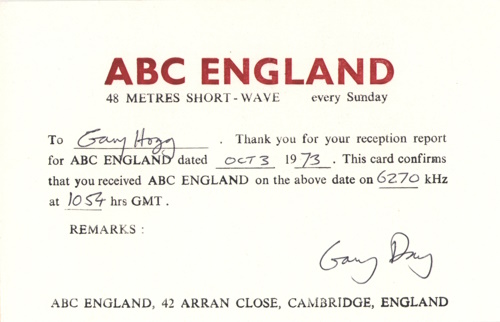 ABC ENGLAND
48 METRES SHORT-WAVE every Sunday
To Gary Hogg. Thank you for your reception report
for ABC ENGLAND dated OCT 3 1973. This card confirms
that you received ABC ENGLAND on the above date on 6270 kHz
at 1054 hrs GMT.
REMARKS:
Gary Day
ABC ENGLAND, 42 ARRAN CLOSE, CAMBRIDGE, ENGLAND